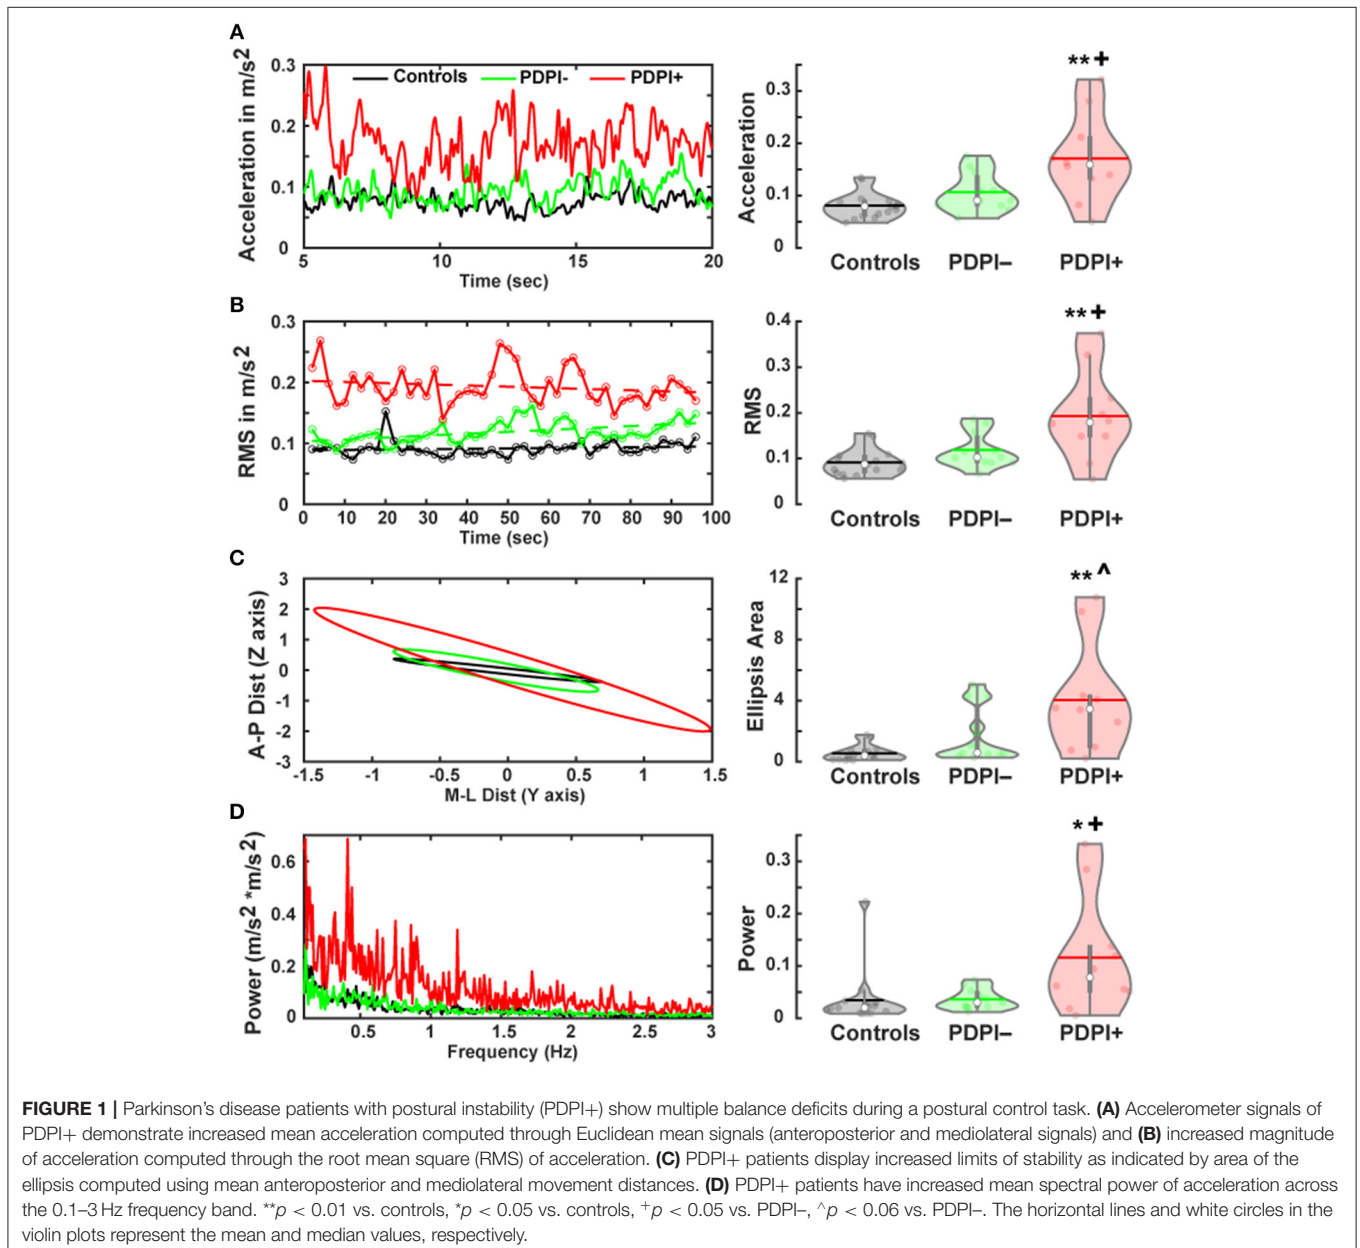 A
Acceleration in m/s2
0.3
0.2
0.1
0
Controls
PDPI-
PDPI+
5
10
15
20
Time (sec)
Acceleration
0.3
0.2
0.1
0
**+
Controls
PDPI–
PDPI+
B
RMS in m/s2
0.3
0.2
0.1
0
0
10
20
30
40
50
60
70
80
90
100
Time (sec)
RMS
0.4
0.2
0.1
0
**+
Controls
PDPI–
PDPI+
C
A-P Dist (Z axis)
3
2
1
0
-1
-2
-3
-1.5
-1
-0.5
0
0.5
1
1.5
M-L Dist (Y axis)
Ellipsis Area
12
8
4
0
**^
Controls
PDPI–
PDPI+
D
Power (m/s2 *m/s2)
0.6
0.4
0.2
0
0.5
1
1.5
2
2.5
3
Frequency (Hz)
Power
0.3
0.2
0.1
0
*+
Controls
PDPI–
PDPI+
FIGURE 1 | Parkinson's disease patients with postural instability (PDPI+) show multiple balance deficits during a postural control task. (A) Accelerometer signals of
PDPI+ demonstrate increased mean acceleration computed through Euclidean mean signals (anteroposterior and mediolateral signals) and (B) increased magnitude
of acceleration computed through the root mean square (RMS) of acceleration. (C) PDPI+ patients display increased limits of stability as indicated by area of the
ellipsis computed using mean anteroposterior and mediolateral movement distances. (D) PDPI+ patients have increased mean spectral power of acceleration across
the 0.1–3 Hz frequency band. **p < 0.01 vs. controls, *p < 0.05 vs. controls, +p < 0.05 vs. PDPI–, ^p < 0.06 vs. PDPI–. The horizontal lines and white circles in the
violin plots represent the mean and median values, respectively.